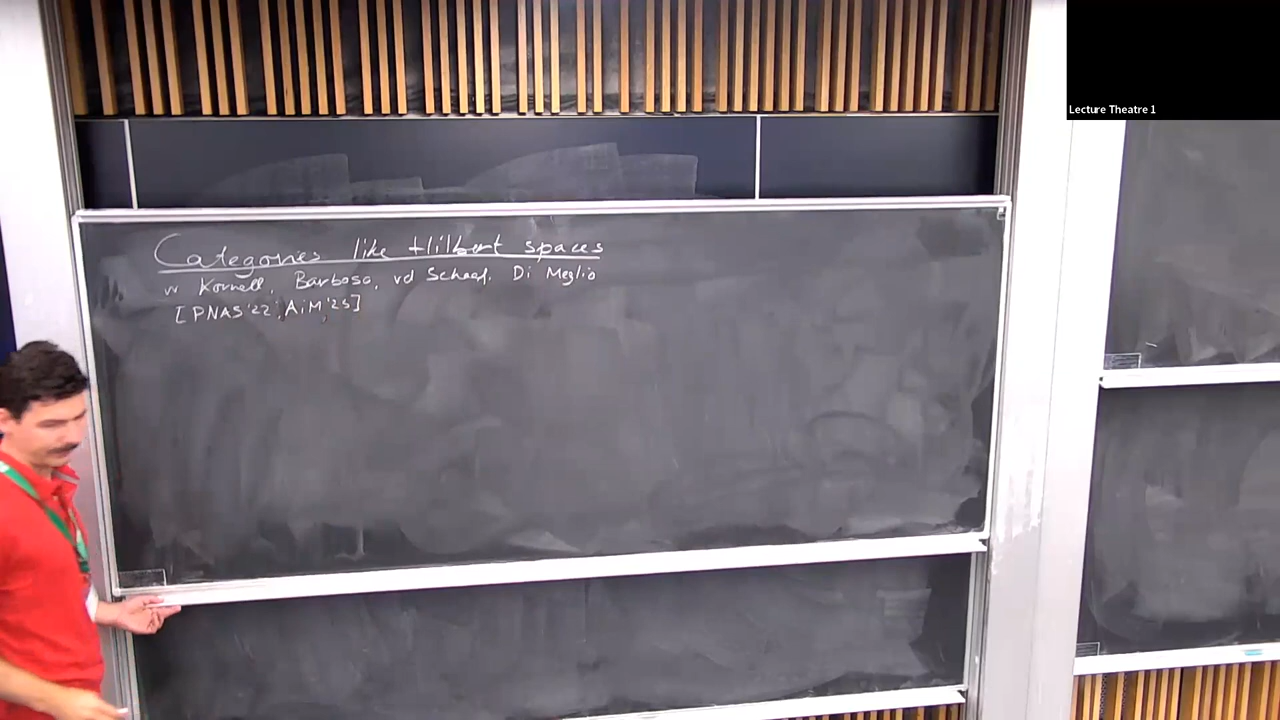 Categories like Hilbert spaces
w Kornell, Barbosa, vd Schaaf, Di Meglio
[PNAS '22, AiM '25]
Lecture Theatre 1